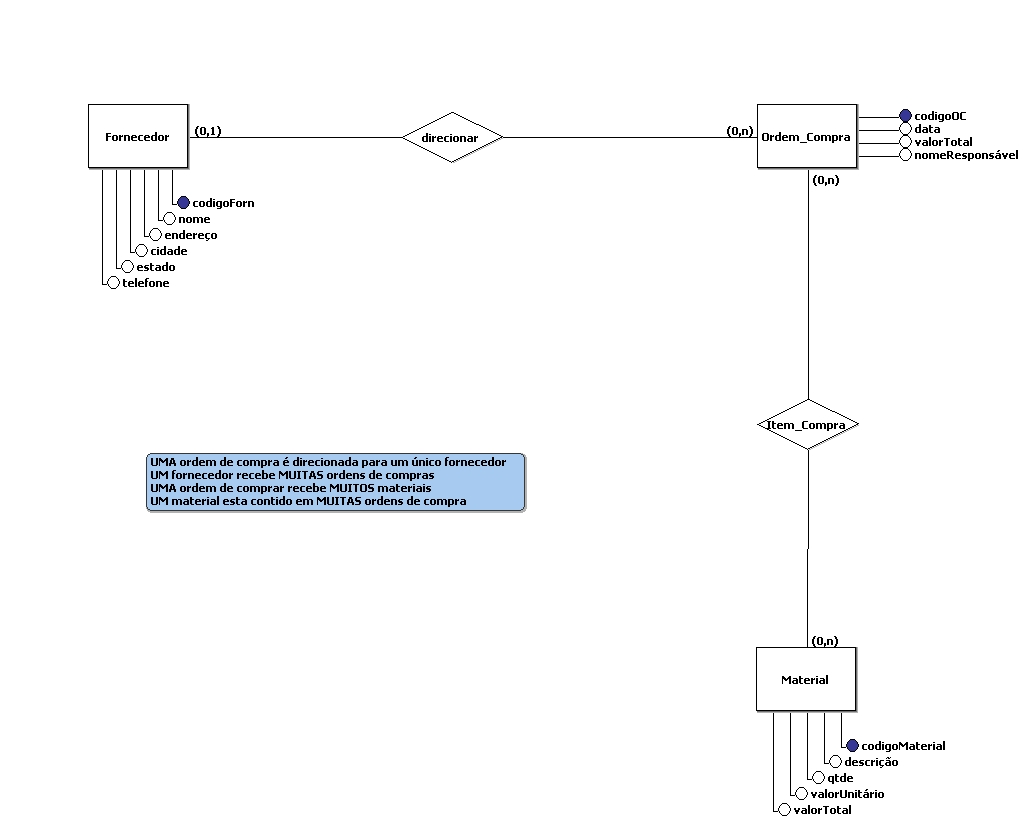 Fornecedor
(0,1)
direcionar
(0,n)
Ordem_Compra
codigoOC
data
valorTotal
nomeResponsável
(0,n)
codigoForn
nome
endereço
cidade
estado
telefone
Item_Compra
UMA ordem de compra é direcionada para um único fornecedor
UM fornecedor recebe MUITAS ordens de compras
UMA ordem de comprar recebe MUITOS materiais
UM material esta contido em MUITAS ordens de compra
(0,n)
Material
codigoMaterial
descrição
qtde
valorUnitário
valorTotal